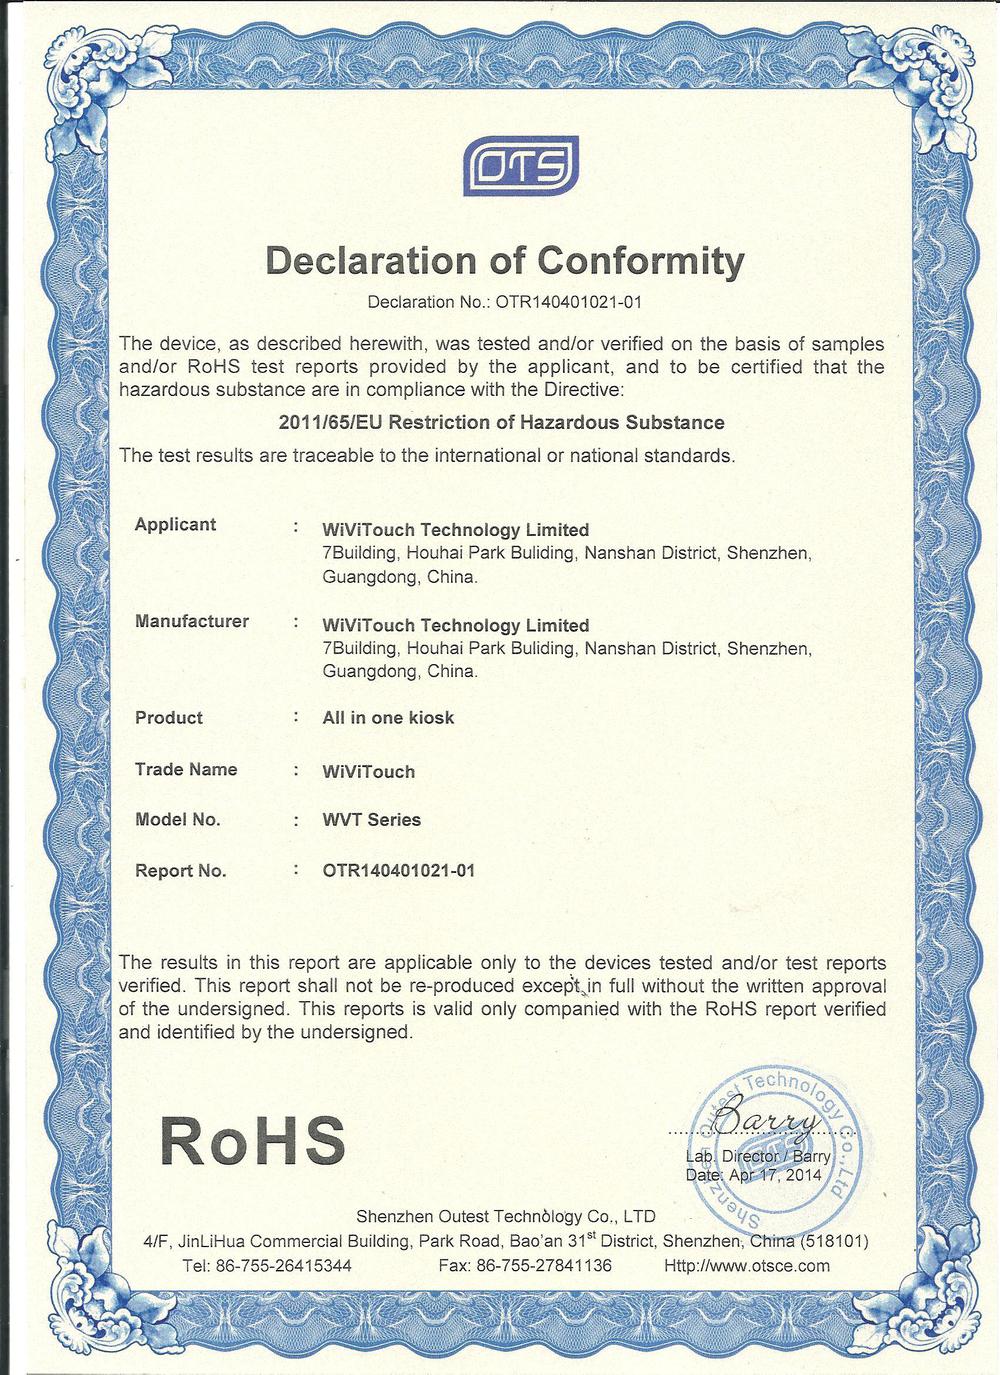 OTS
Declaration of Conformity
Declaration No.: OTR140401021-01
The device, as described herewith, was tested and/or verified on the basis of samples
and/or RoHS test reports provided by the applicant, and to be certified that the
hazardous substance are in compliance with the Directive:
2011/65/EU Restriction of Hazardous Substance
The test results are traceable to the international or national standards.
Applicant : WiViTouch Technology Limited
7Building, Houhai Park Buliding, Nanshan District, Shenzhen,
Guangdong, China.
Manufacturer : WiViTouch Technology Limited
7Building, Houhai Park Buliding, Nanshan District, Shenzhen,
Guangdong, China.
Product : All in one kiosk
Trade Name : WiViTouch
Model No. : WVT Series
Report No. : OTR140401021-01
The results in this report are applicable only to the devices tested and/or test reports
verified. This report shall not be re-produced except in full without the written approval
of the undersigned. This reports is valid only companied with the RoHS report verified
and identified by the undersigned.
RoHS
Shenzhen Outest Technology Co.,Ltd
OTS
Barry
Lab. Director / Barry
Date: Apr 17, 2014
Shenzhen Outest Technology Co., LTD
4/F, JinLiHua Commercial Building, Park Road, Bao'an 31st District, Shenzhen, China (518101)
Tel: 86-755-26415344 Fax: 86-755-27841136 Http://www.otsce.com